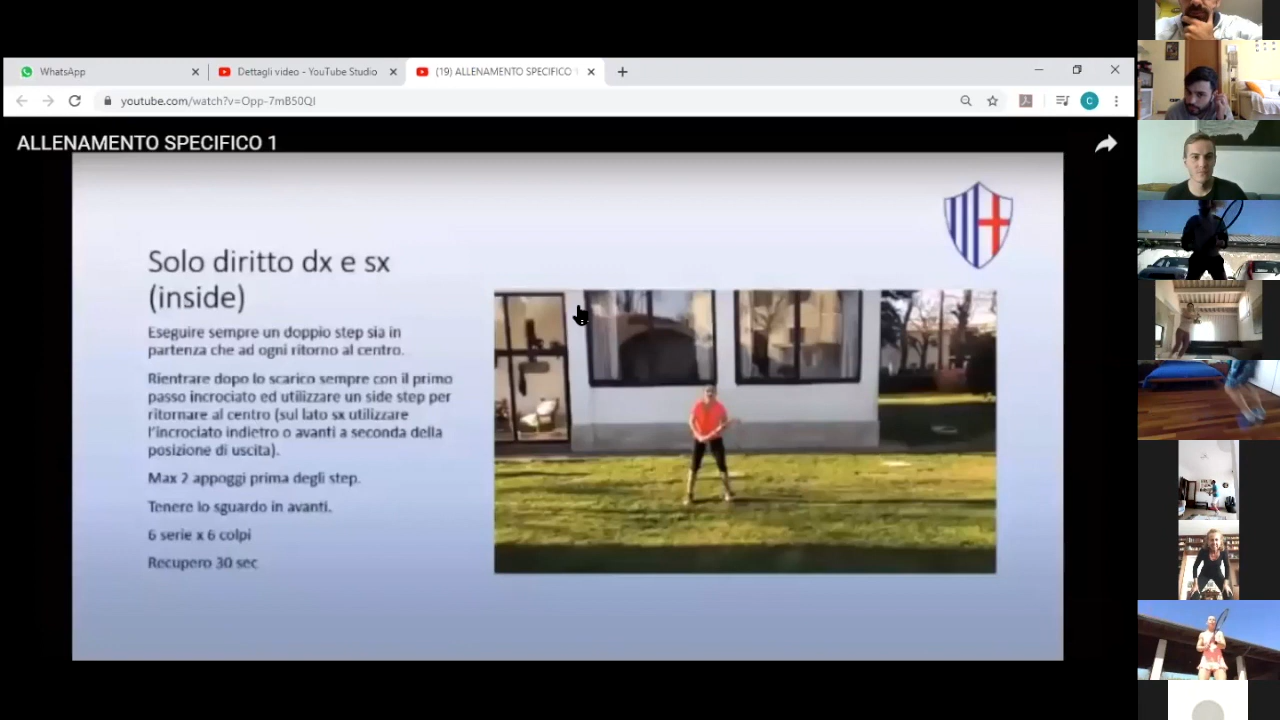 WhatsApp
Dettagli video - YouTube Studio
(19) ALLENAMENTO SPECIFICO 1
youtube.com/watch?v=Opp-7mB50QI
C
ALLENAMENTO SPECIFICO 1
Solo diritto dx e sx
(inside)
Eseguire sempre un doppio step sia in
partenza che ad ogni ritorno al centro.
Rientrare dopo lo scarico sempre con il primo
passo incrociato ed utilizzare un side step per
ritornare al centro (sul lato sx utilizzare
l'incrociato indietro o avanti a seconda della
posizione di uscita).
Max 2 appoggi prima degli step.
Tenere lo sguardo in avanti.
6 serie x 6 colpi
Recupero 30 sec